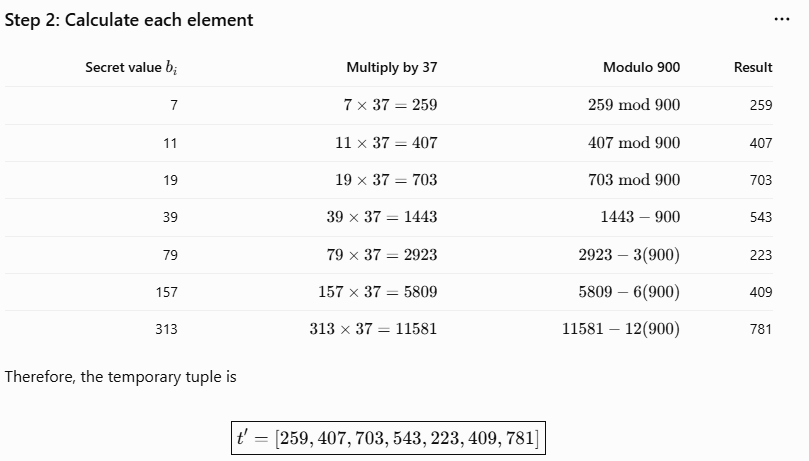 Step 2: Calculate each element
Secret value bᵢ Multiply by 37 Modulo 900 Result
7 7 × 37 = 259 259 mod 900 259
11 11 × 37 = 407 407 mod 900 407
19 19 × 37 = 703 703 mod 900 703
39 39 × 37 = 1443 1443 − 900 543
79 79 × 37 = 2923 2923 − 3(900) 223
157 157 × 37 = 5809 5809 − 6(900) 409
313 313 × 37 = 11581 11581 − 12(900) 781
Therefore, the temporary tuple is
t′ = [259, 407, 703, 543, 223, 409, 781]